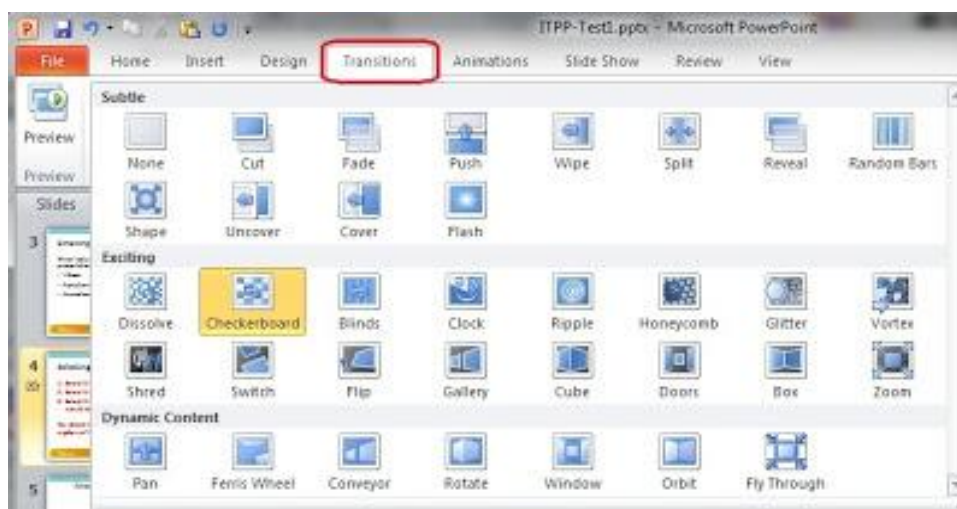 ITPP-Test1.pptx - Microsoft PowerPoint
File Home Insert Design Transitions Animations Slide Show Review View
Subtle
Preview
None Cut Fade Push Wipe Split Reveal Random Bars
Preview
Slides
Shape Uncover Cover Flash
3
Exciting
Dissolve Checkerboard Blinds Clock Ripple Honeycomb Glitter Vortex
4
Shred Switch Flip Gallery Cube Doors Box Zoom
Dynamic Content
5
Pan Ferris Wheel Conveyor Rotate Window Orbit Fly Through